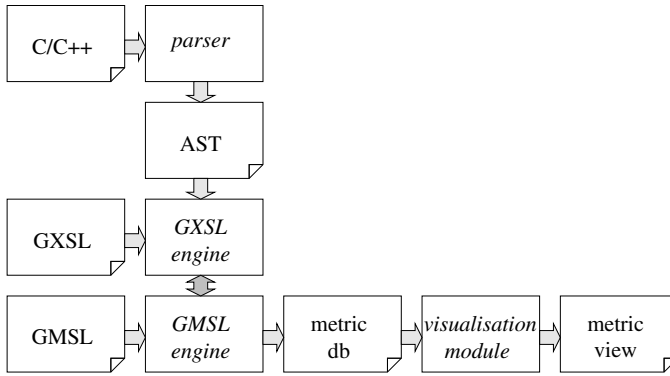 C/C++
parser
AST
GXSL
GXSL
engine
GMSL
GMSL
engine
metric
db
visualisation
module
metric
view